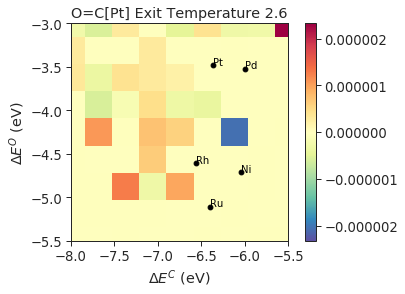 O=C[Pt] Exit Temperature 2.6
−3.0
−3.5
−4.0
−4.5
−5.0
−5.5
ΔE^O (eV)
Pt
Pd
Rh
Ni
Ru
−8.0 −7.5 −7.0 −6.5 −6.0 −5.5
ΔE^C (eV)
0.000002
0.000001
0.000000
−0.000001
−0.000002